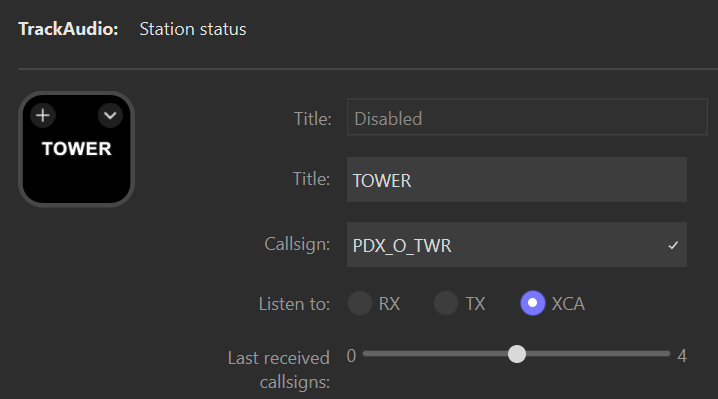 TrackAudio: Station status
TOWER
Title: Disabled
Title: TOWER
Callsign: PDX_O_TWR
Listen to: RX TX XCA
Last received callsigns: 0 4